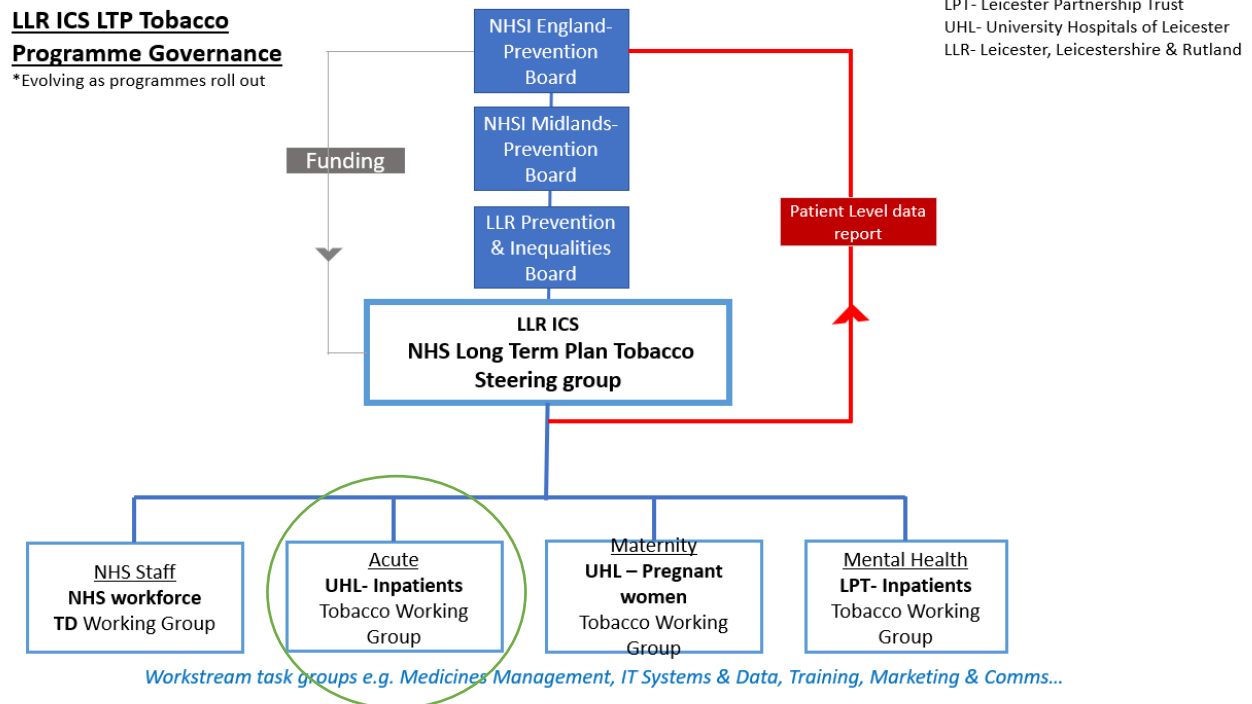 LLR ICS LTP Tobacco
Programme Governance
*Evolving as programmes roll out
LPT- Leicester Partnership Trust
UHL- University Hospitals of Leicester
LLR- Leicester, Leicestershire & Rutland
NHSI England-
Prevention
Board
NHSI Midlands-
Prevention
Board
Funding
LLR Prevention
& Inequalities
Board
Patient Level data
report
LLR ICS
NHS Long Term Plan Tobacco
Steering group
NHS Staff
NHS workforce
TD Working Group
Acute
UHL- Inpatients
Tobacco Working
Group
Maternity
UHL – Pregnant
women
Tobacco Working
Group
Mental Health
LPT- Inpatients
Tobacco Working
Group
Workstream task groups e.g. Medicines Management, IT Systems & Data, Training, Marketing & Comms...